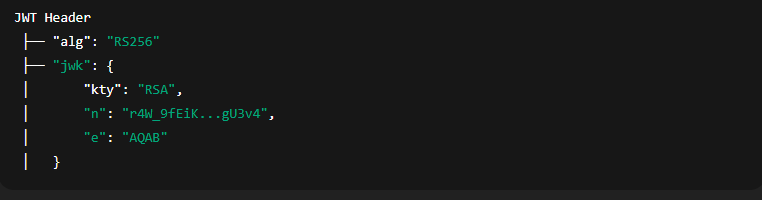 JWT Header
├── "alg": "RS256"
├── "jwk": {
│       "kty": "RSA",
│       "n": "r4W_9fEiK...gU3v4",
│       "e": "AQAB"
│   }